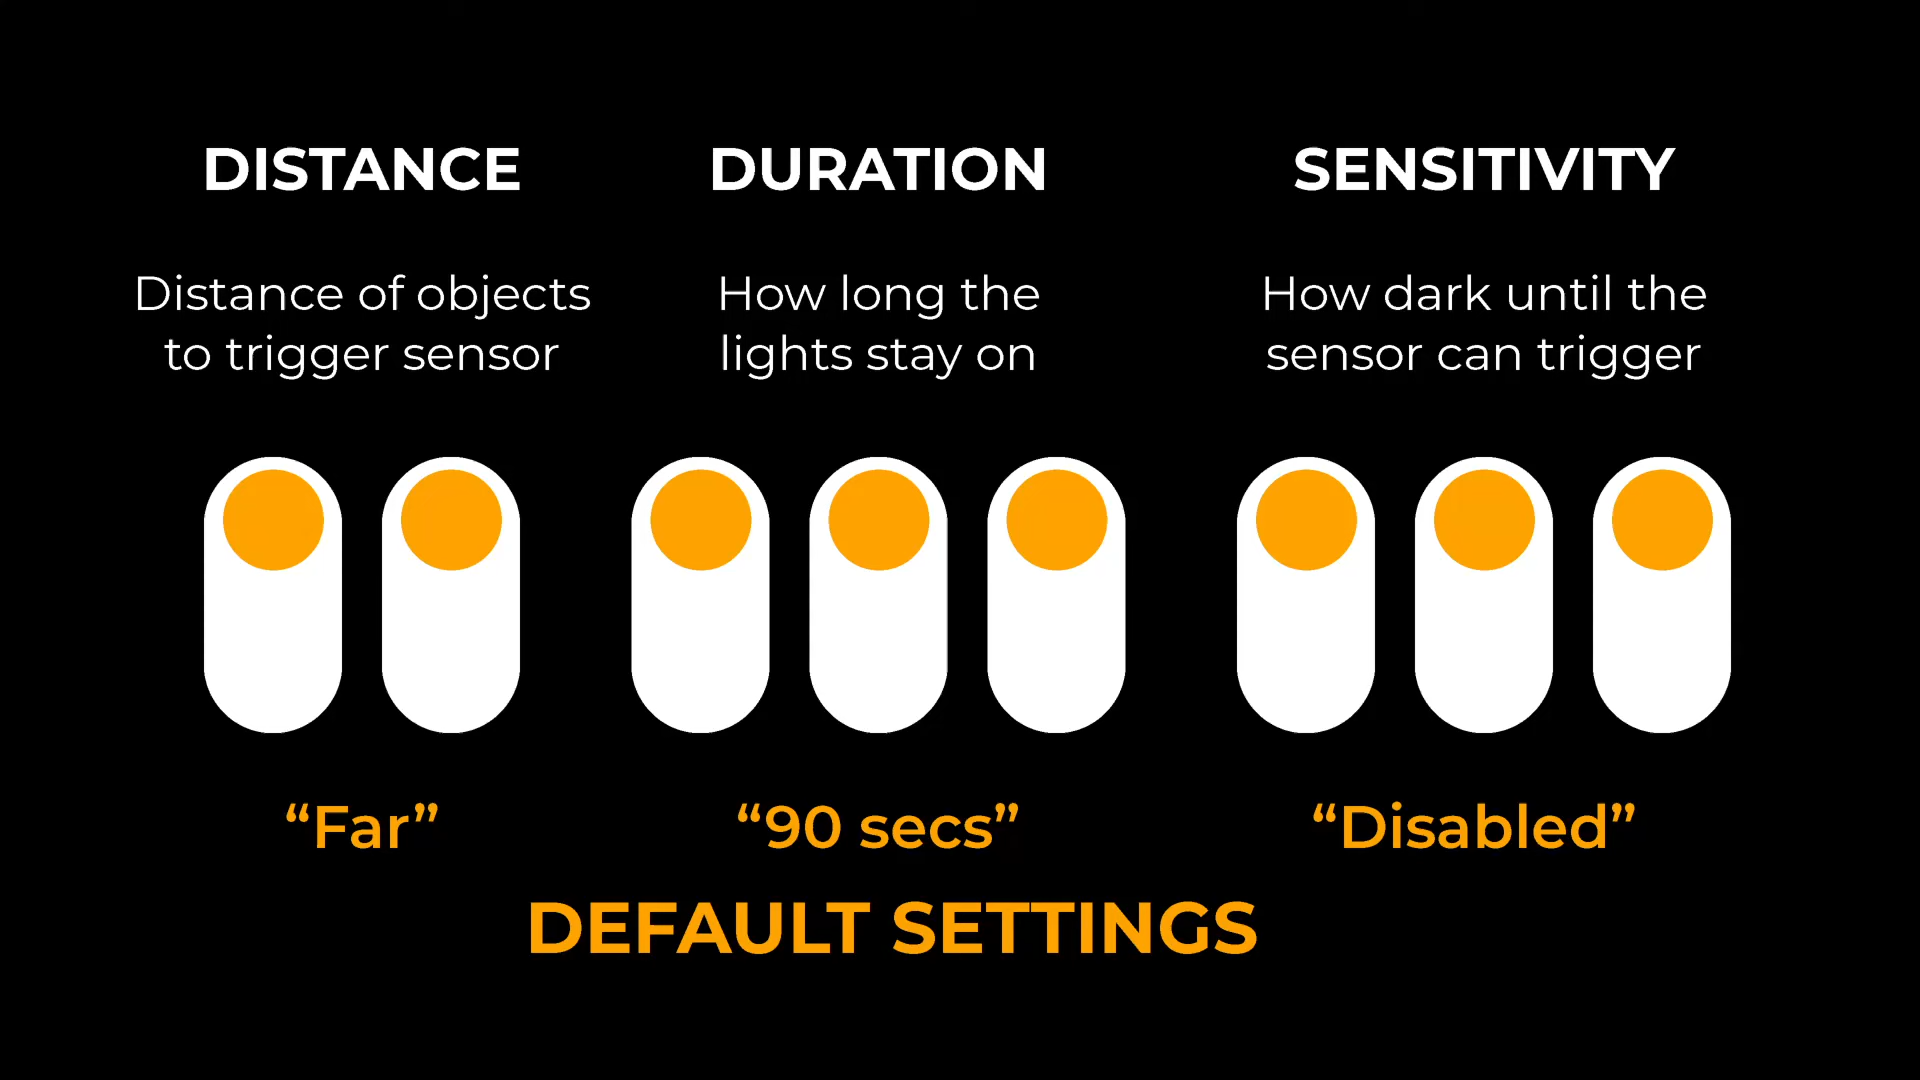 DISTANCE
Distance of objects
to trigger sensor
“Far”
DURATION
How long the
lights stay on
“90 secs”
SENSITIVITY
How dark until the
sensor can trigger
“Disabled”
DEFAULT SETTINGS